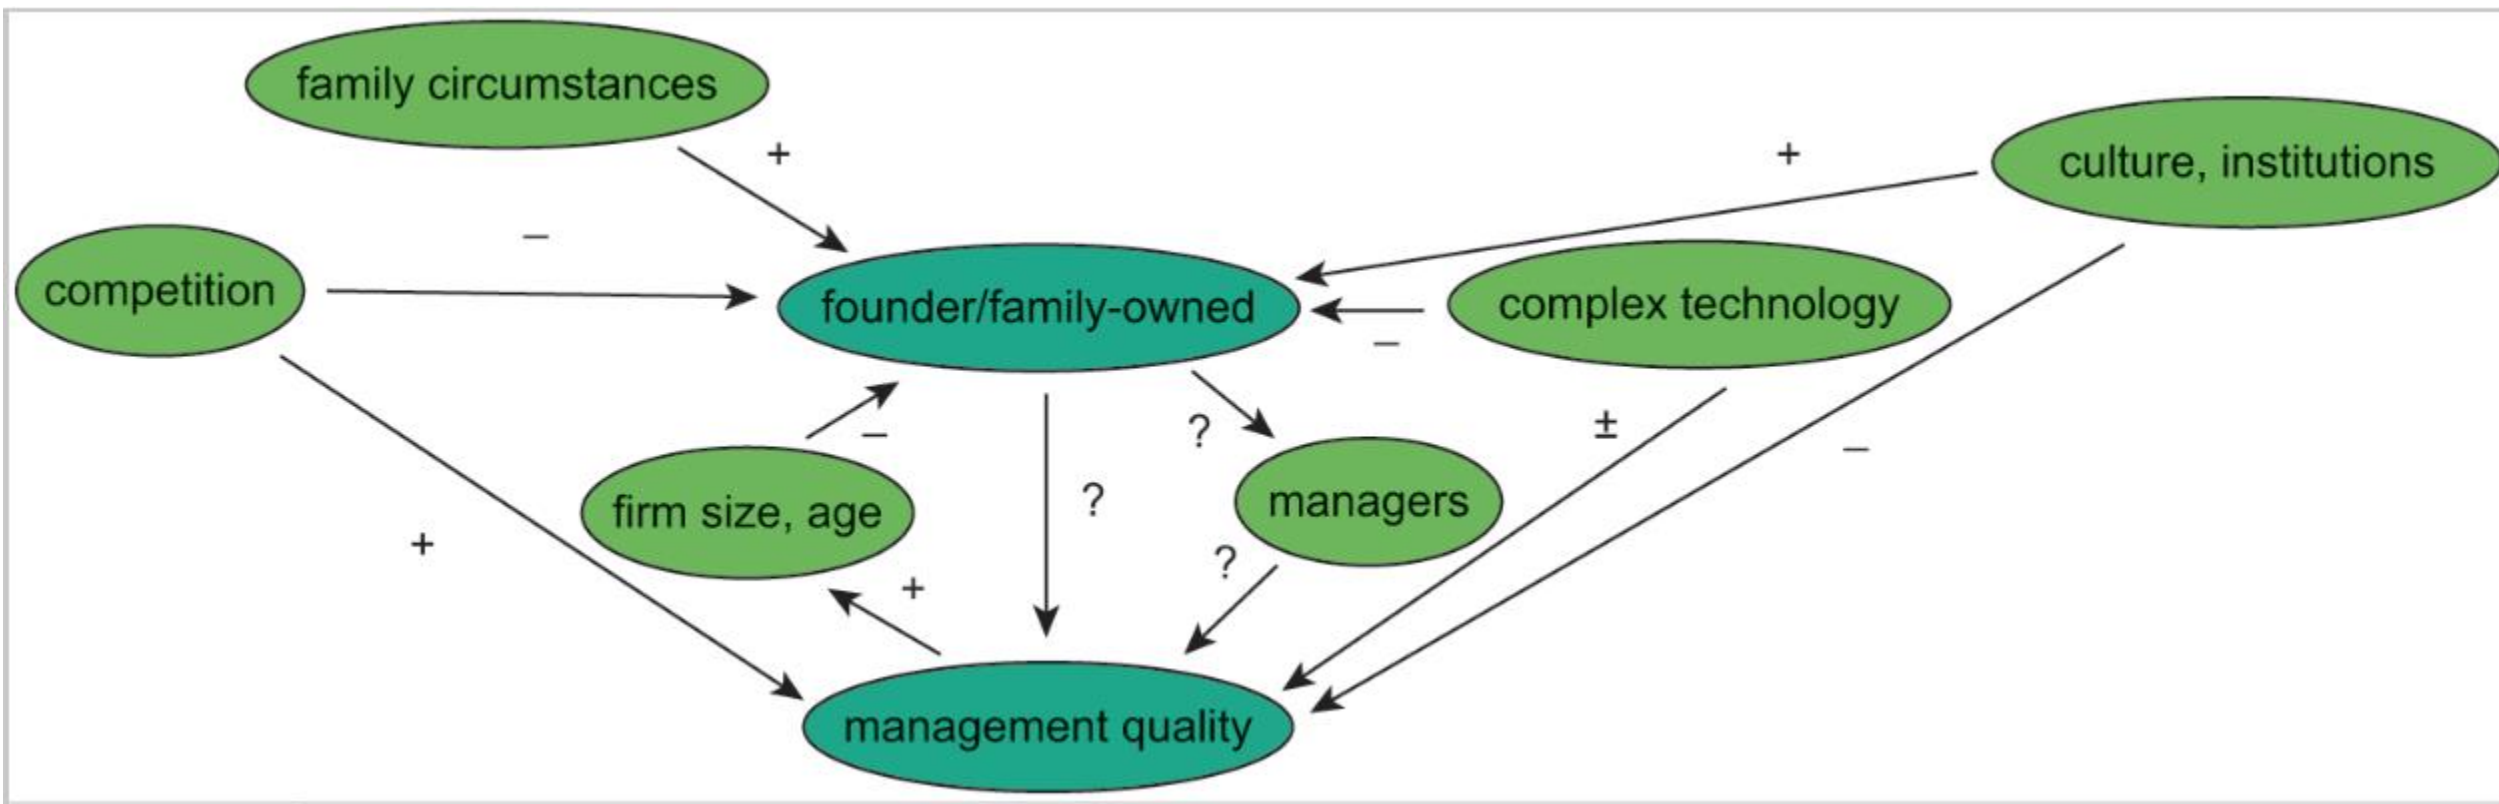 family circumstances
+
+
culture, institutions
–
competition
founder/family-owned
complex technology
–
–
?
±
–
firm size, age
?
managers
+
?
+
management quality